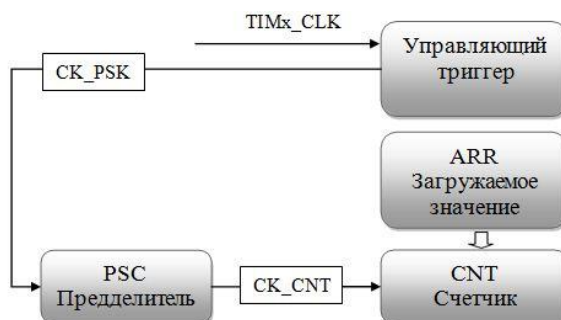 TIMx_CLK
Управляющий
триггер
CK_PSK
ARR
Загружаемое
значение
PSC
Предделитель
CK_CNT
CNT
Счетчик